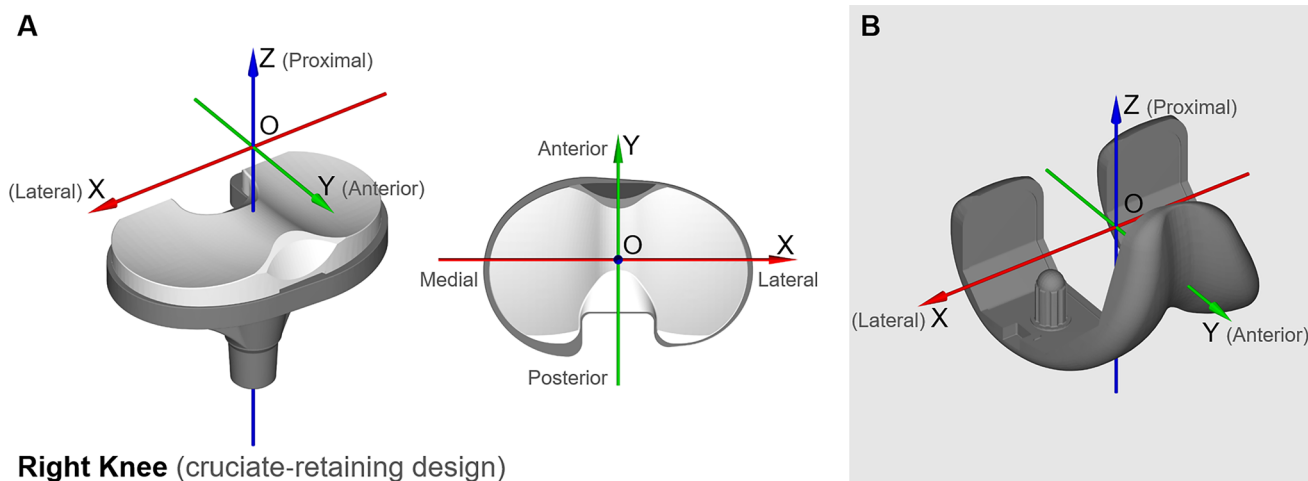 A
Z (Proximal)
O
(Lateral) X
Y (Anterior)
Anterior Y
O
X
Medial
Lateral
Posterior
Right Knee (cruciate-retaining design)
B
Z (Proximal)
O
(Lateral) X
Y (Anterior)